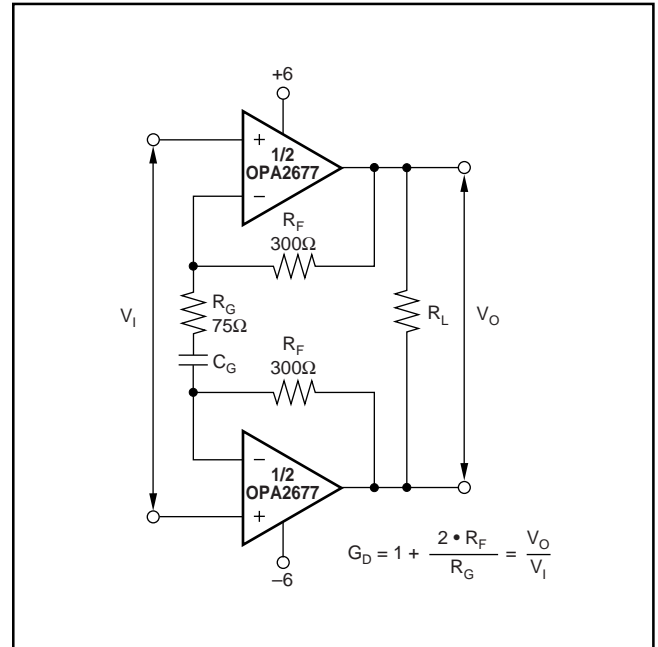 +6
+
1/2
OPA2677
−
R_F
300Ω
R_G
75Ω
V_I
R_L
V_O
C_G
R_F
300Ω
−
1/2
OPA2677
+
−6
G_D = 1 + 2 • R_F / R_G = V_O / V_I